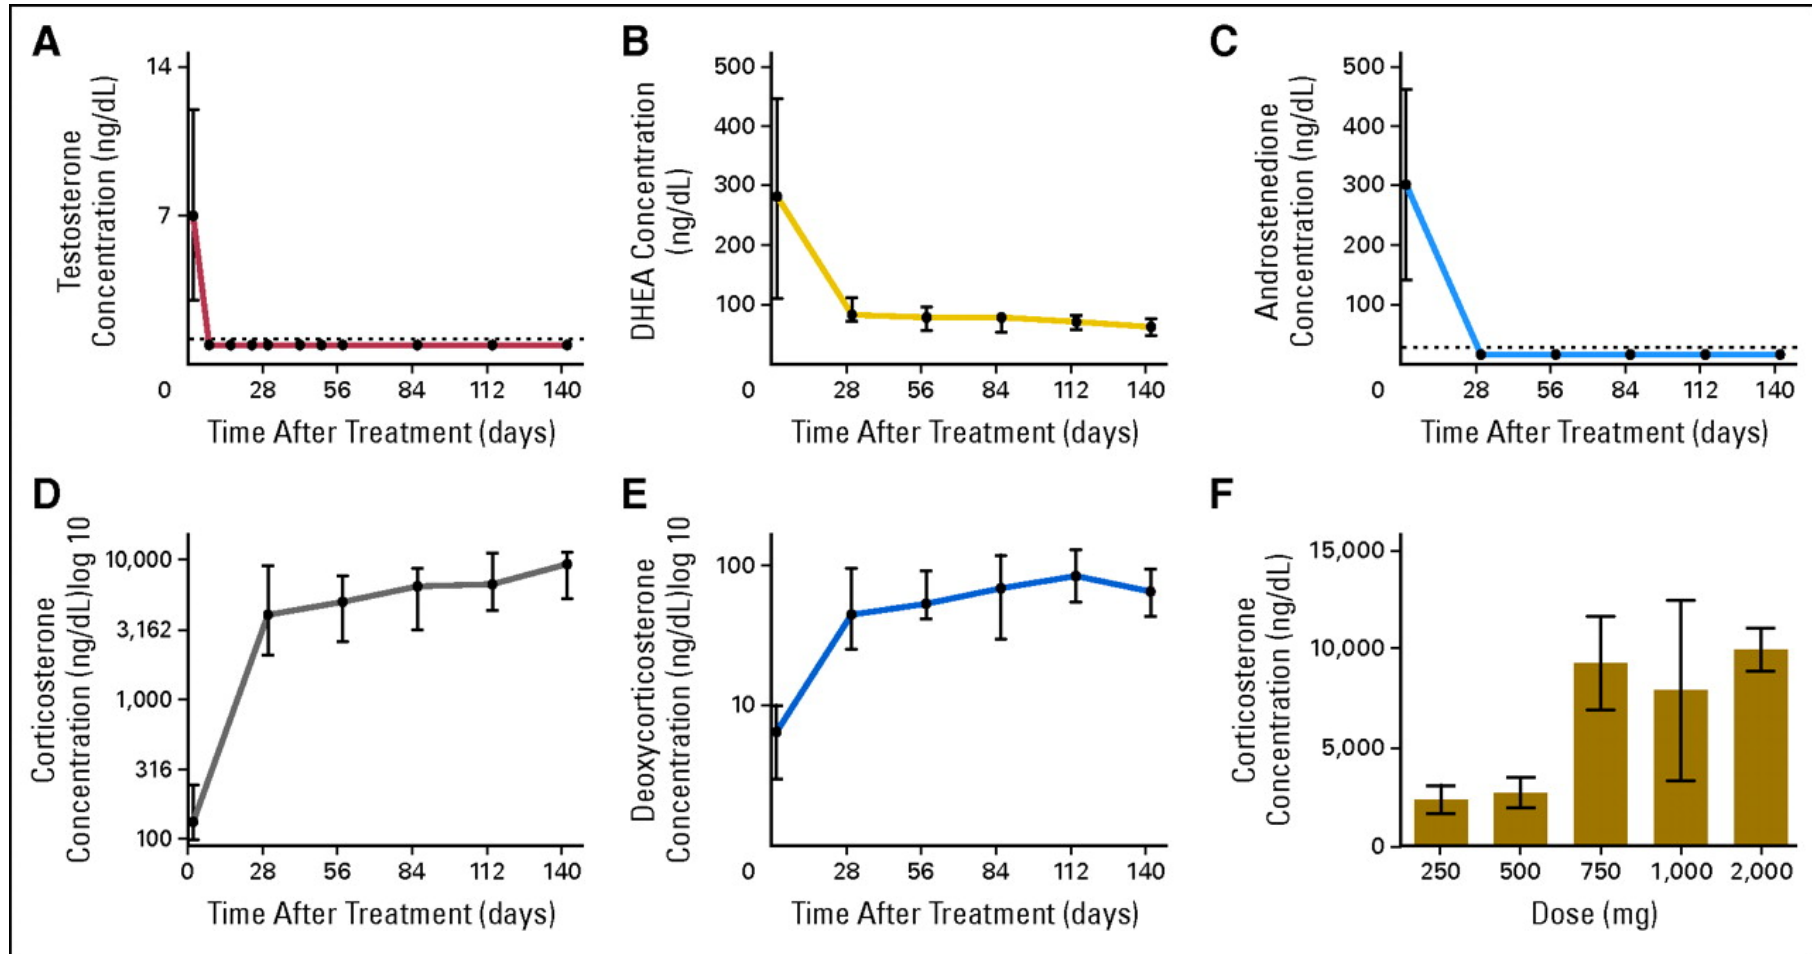 A
14
7
0
28
56
84
112
140
Testosterone
Concentration (ng/dL)
Time After Treatment (days)
B
500
400
300
200
100
0
28
56
84
112
140
DHEA Concentration
(ng/dL)
Time After Treatment (days)
C
500
400
300
200
100
0
28
56
84
112
140
Androstenedione
Concentration (ng/dL)
Time After Treatment (days)
D
10,000
3,162
1,000
316
100
0
28
56
84
112
140
Corticosterone
Concentration (ng/dL)log 10
Time After Treatment (days)
E
100
10
0
28
56
84
112
140
Deoxycorticosterone
Concentration (ng/dL)log 10
Time After Treatment (days)
F
15,000
10,000
5,000
0
250
500
750
1,000
2,000
Corticosterone
Concentration (ng/dL)
Dose (mg)